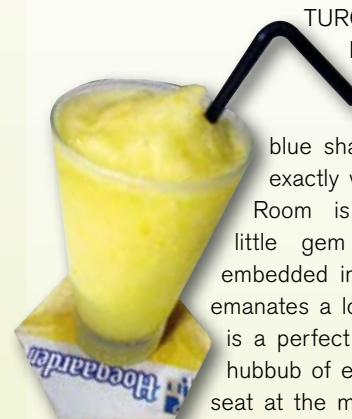 blue sha
exactly w
Room is
little gem
embedded in
emanates a lo
is a perfect
hubbub of e
seat at the m
Hoegaarden